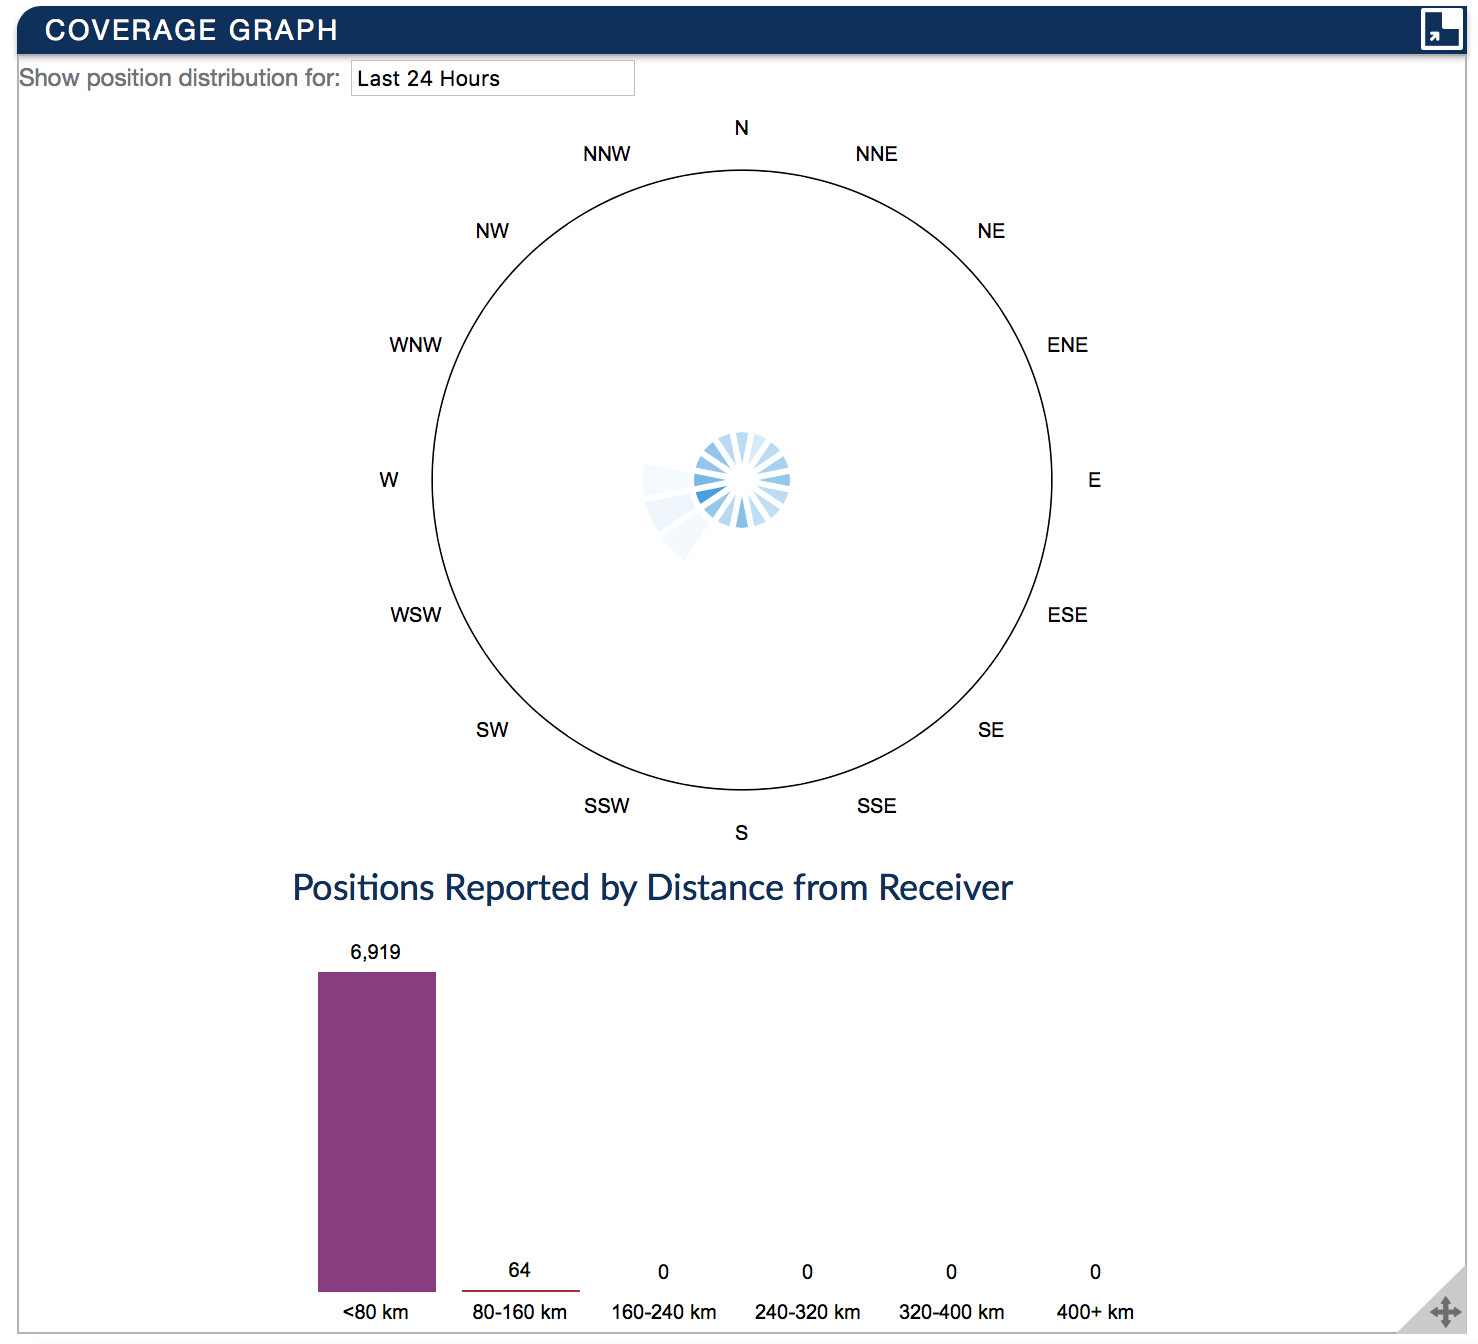 COVERAGE GRAPH
Show position distribution for: Last 24 Hours
N
NNW NNE
NW NE
WNW ENE
W E
WSW ESE
SW SE
SSW SSE
S
Positions Reported by Distance from Receiver
6,919
64 0 0 0 0
<80 km 80-160 km 160-240 km 240-320 km 320-400 km 400+ km